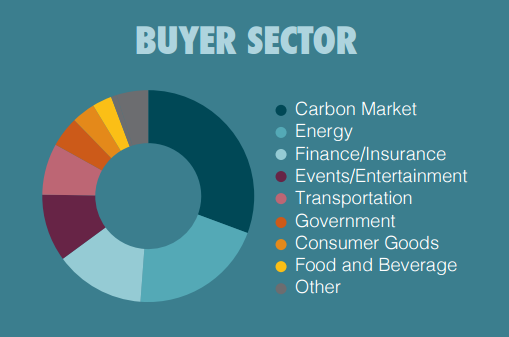 BUYER SECTOR
Carbon Market
Energy
Finance/Insurance
Events/Entertainment
Transportation
Government
Consumer Goods
Food and Beverage
Other